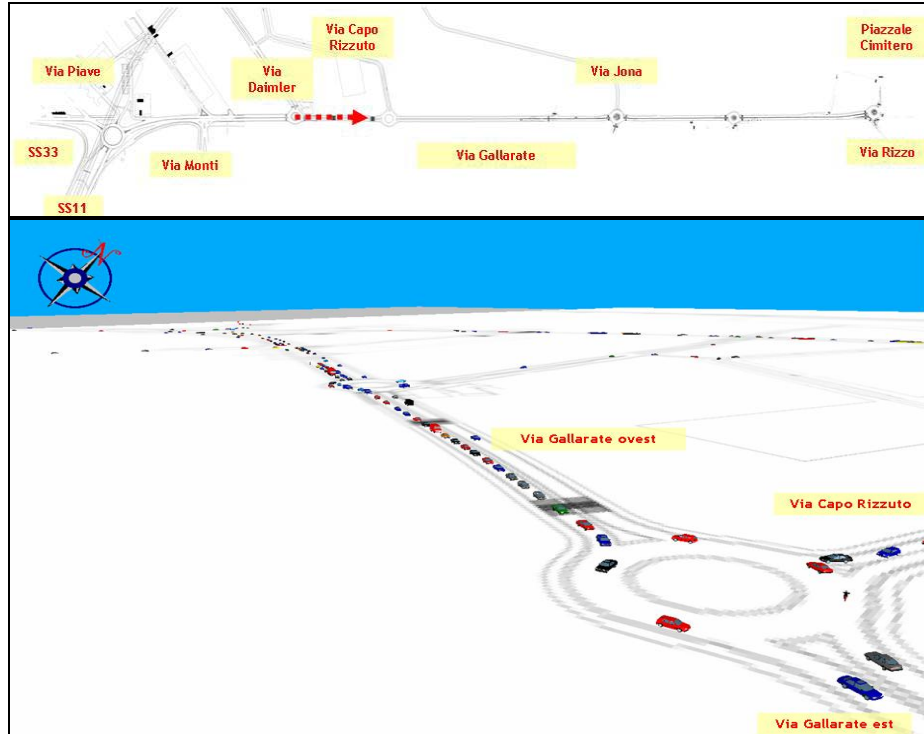 Via Capo
Rizzuto
Piazzale
Cimitero
Via Piave
Via
Daimler
Via Jona
SS33
Via Monti
Via Gallarate
Via Rizzo
SS11
N
Via Gallarate ovest
Via Capo Rizzuto
Via Gallarate est